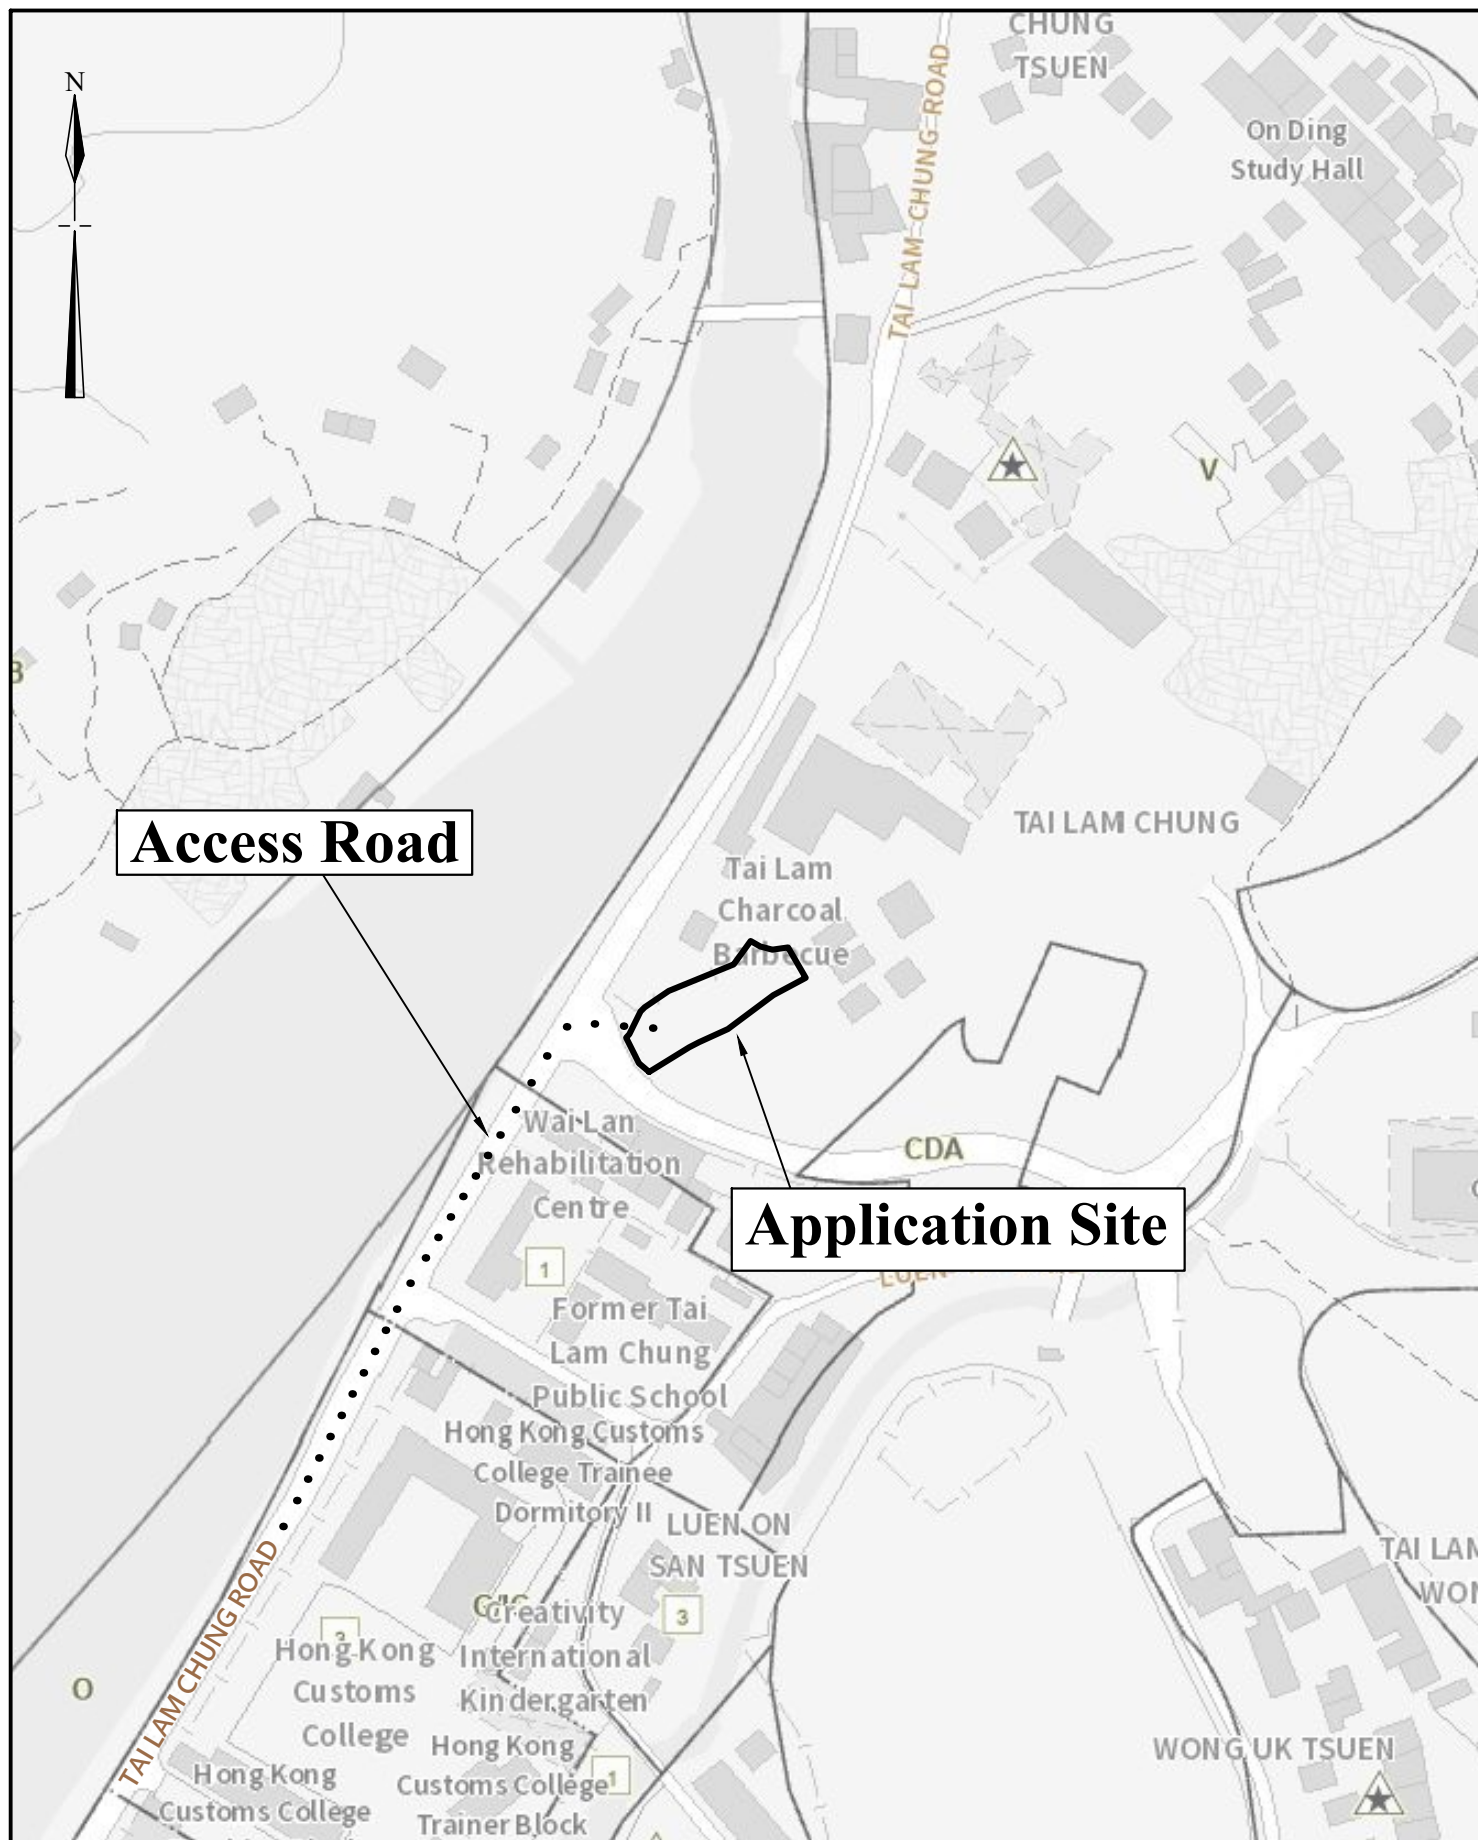 CHUNG
TSUEN
N
TAI LAM CHUNG ROAD
On Ding
Study Hall
V
B
TAI LAM CHUNG
Access Road
Tai Lam
Charcoal
Barbecue
Wai Lan
Rehabilitation
Centre
CDA
Application Site
1
Former Tai
Lam Chung
Public School
Hong Kong Customs
College Trainee
Dormitory II
LUEN ON
SAN TSUEN
TAI LAM
WON
TAI LAM CHUNG ROAD
G/IC
Creativity
International
Kindergarten
3
3
Hong Kong
Customs
College
O
Hong Kong
Customs College
Trainer Block
1
Hong Kong
Customs College
WONG UK TSUEN